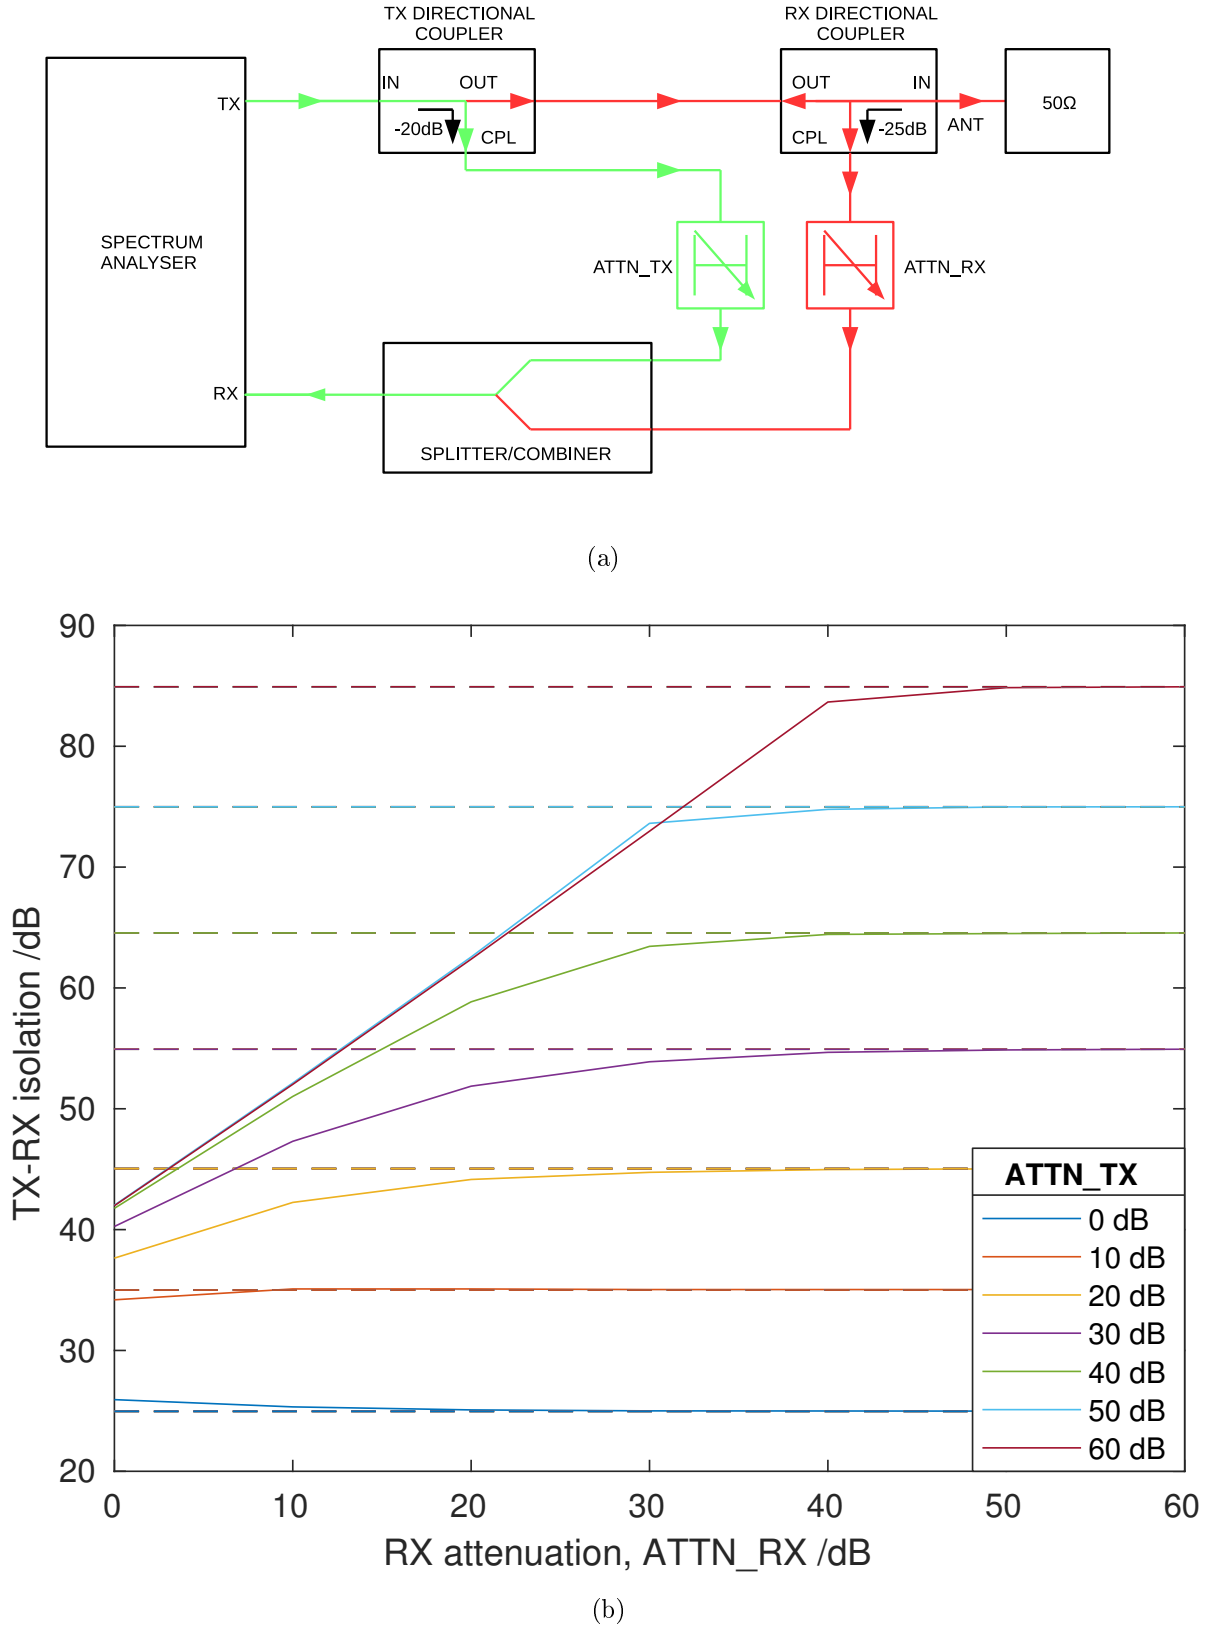 TX DIRECTIONAL
COUPLER
RX DIRECTIONAL
COUPLER
IN
OUT
OUT
IN
TX
50Ω
-20dB
CPL
CPL
-25dB
ANT
SPECTRUM
ANALYSER
ATTN_TX
ATTN_RX
RX
SPLITTER/COMBINER
(a)
90
80
70
60
50
40
30
20
TX-RX isolation /dB
ATTN_TX
0 dB
10 dB
20 dB
30 dB
40 dB
50 dB
60 dB
0
10
20
30
40
50
60
RX attenuation, ATTN_RX /dB
(b)